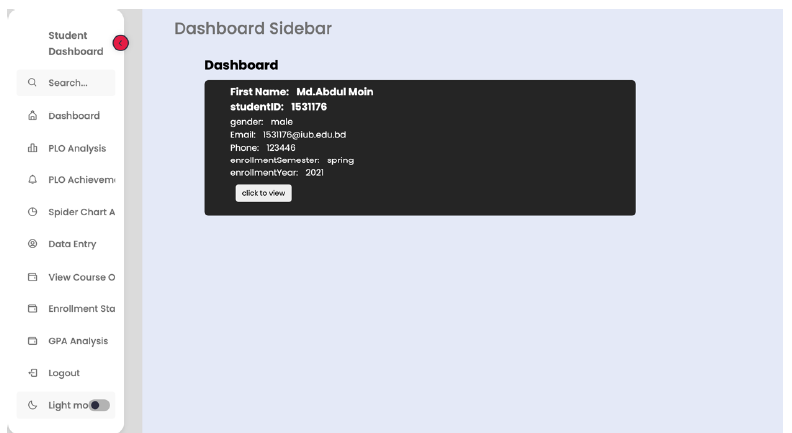 Student
Dashboard
Search...
Dashboard
PLO Analysis
PLO Achievem
Spider Chart A
Data Entry
View Course O
Enrollment Sta
GPA Analysis
Logout
Light mo
Dashboard Sidebar
Dashboard
First Name: Md.Abdul Moin
studentID: 1531176
gender: male
Email: 1531176@iub.edu.bd
Phone: 123446
enrollmentSemester: spring
enrollmentYear: 2021
click to view